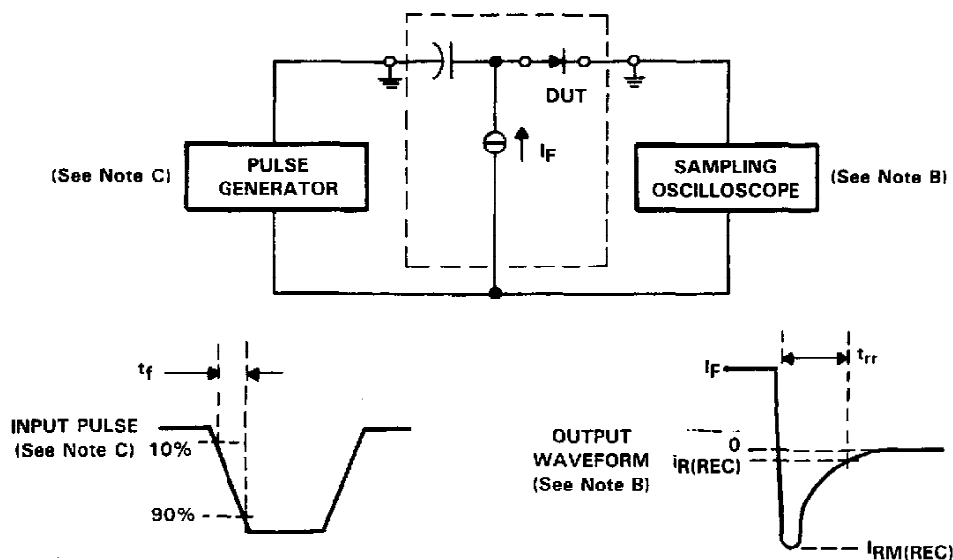 DUT
I_F
(See Note C)
PULSE
GENERATOR
SAMPLING
OSCILLOSCOPE
(See Note B)
t_f
INPUT PULSE
(See Note C)
10%
90%
I_F
t_rr
OUTPUT
WAVEFORM
(See Note B)
0
i_R(REC)
I_RM(REC)